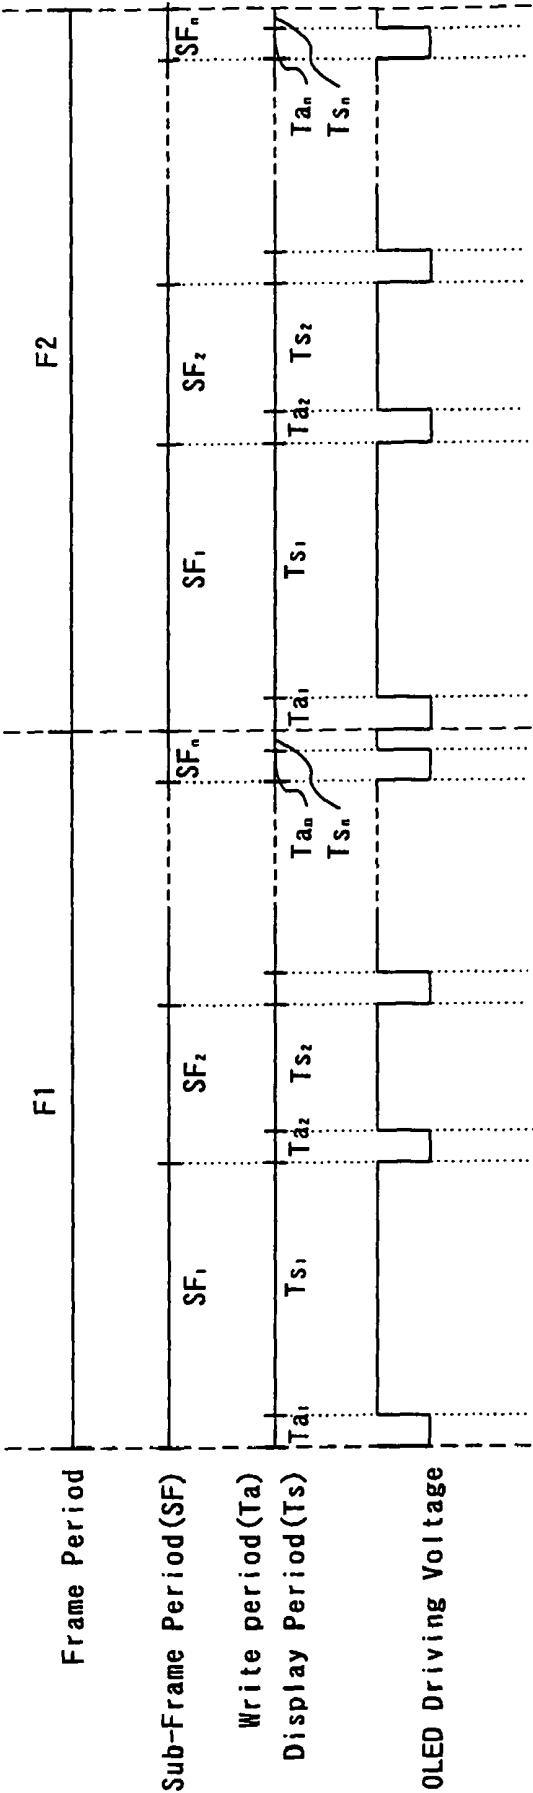 F1 F2
Frame Period
Sub-Frame Period(SF) SF₁ SF₂ SFₙ SF₁ SF₂ SFₙ
Write period(Ta)
Display Period(Ts) Ta₁ Ts₁ Ta₂ Ts₂ Taₙ Ta₁ Ts₁ Ta₂ Ts₂ Taₙ
Tsₙ Tsₙ
OLED Driving Voltage